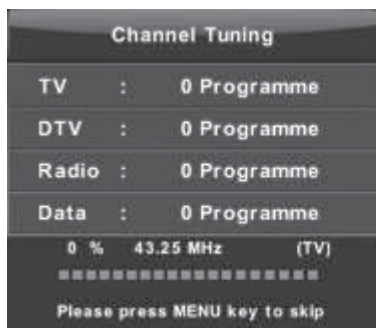 Channel Tuning
TV : 0 Programme
DTV : 0 Programme
Radio : 0 Programme
Data : 0 Programme
0 % 43.25 MHz (TV)
Please press MENU key to skip